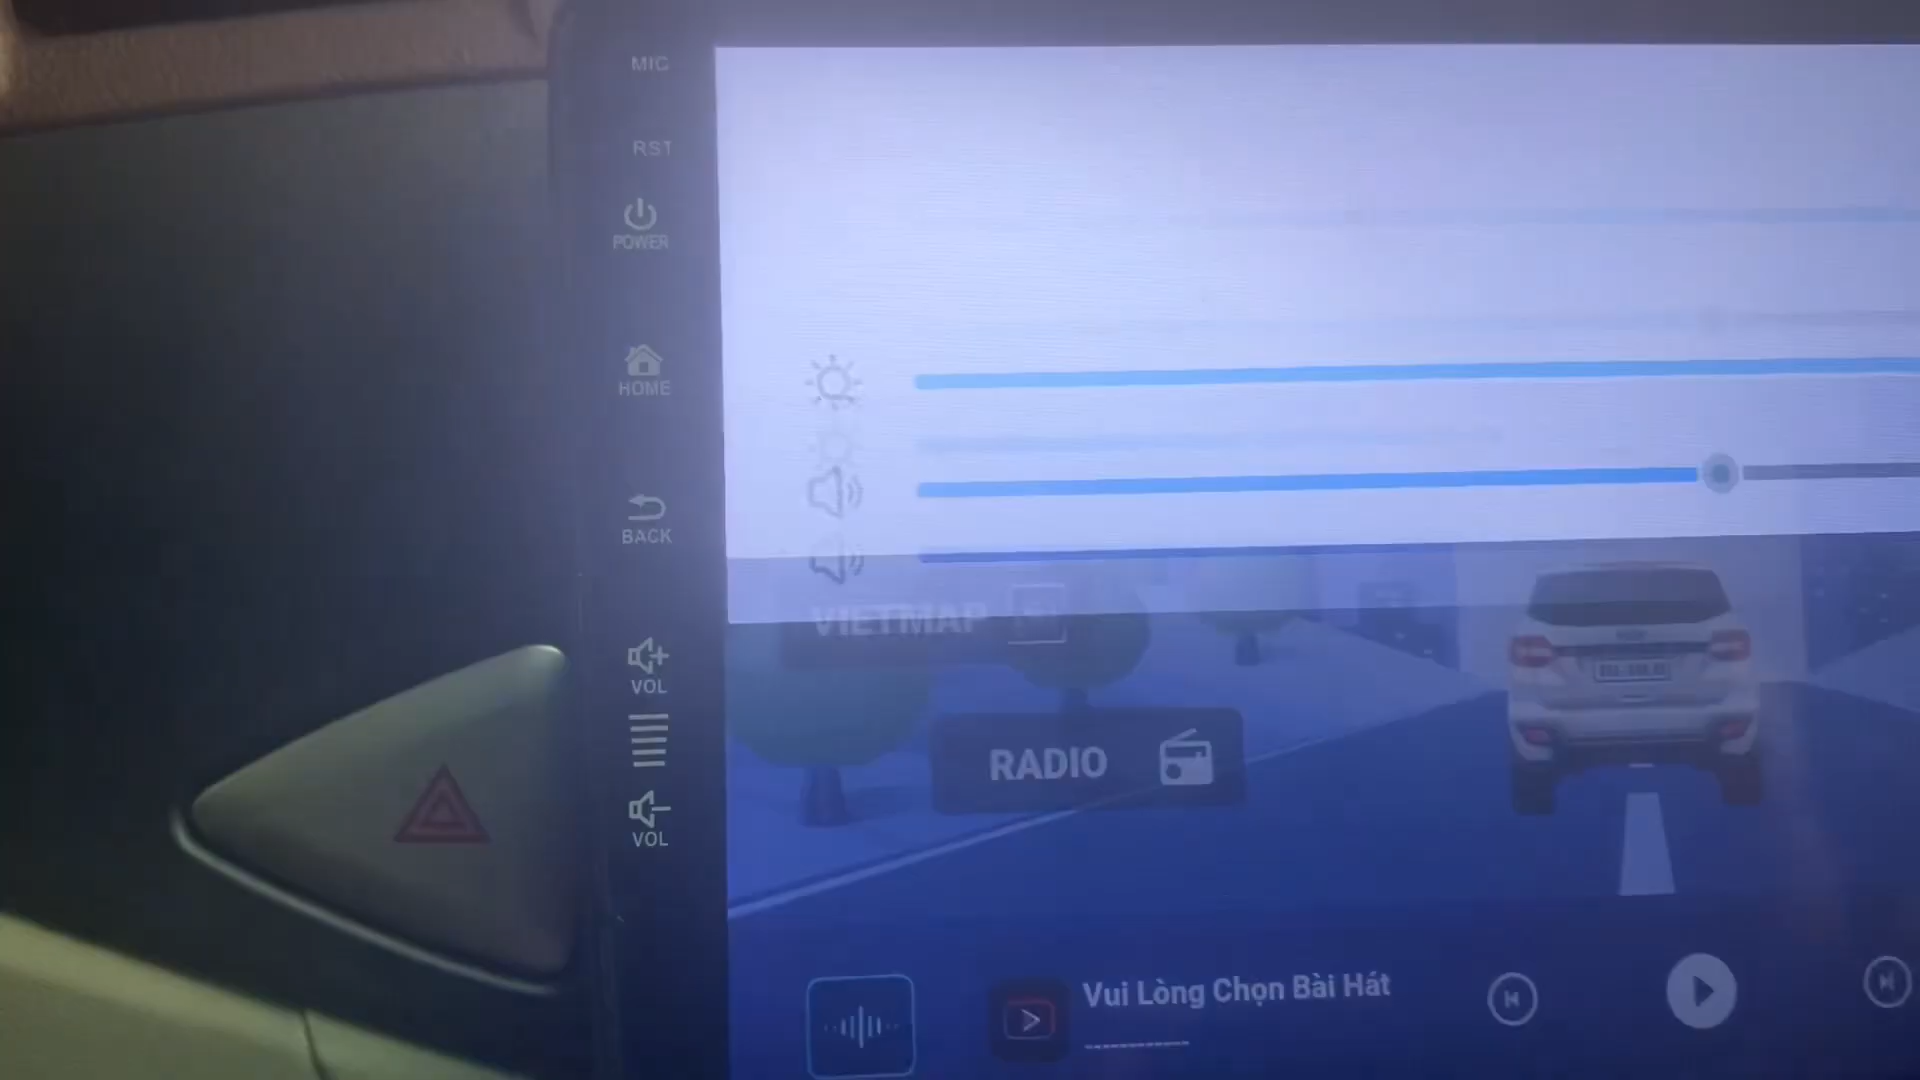 MIC
RST
POWER
HOME
BACK
VOL
VOL
VIETMAP
RADIO
Vui Lòng Chọn Bài Hát